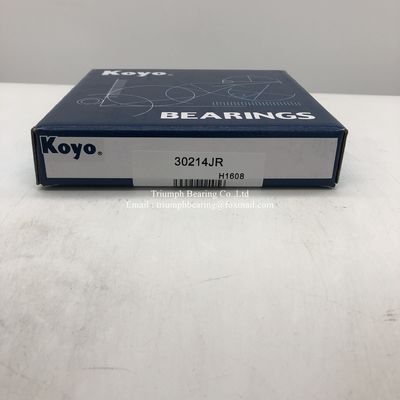 Koyo®
BEARINGS
Koyo®
30214JR
H1608
Triumph Bearing Co.,Ltd
Email : triumphbearing@foxmail.com